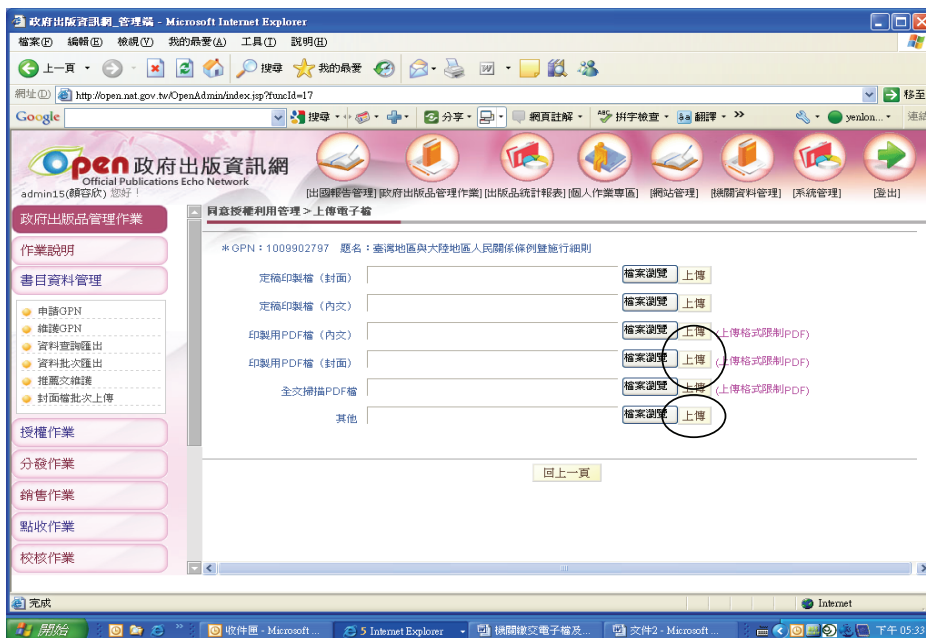 政府出版資訊網_管理端 - Microsoft Internet Explorer
檔案(F) 編輯(E) 檢視(V) 我的最愛(A) 工具(T) 說明(H)
上一頁 搜尋 我的最愛
網址(D) http://open.nat.gov.tw/OpenAdmin/index.jsp?funcId=17 移至
Google 搜尋 分享 網頁註解 拼字檢查 翻譯 yenlon... 連結
Open 政府出版資訊網
Official Publications Echo Network
admin15(顏容欣) 您好！ [出國報告管理] [政府出版品管理作業] [出版品統計報表] [個人作業專區] [網站管理] [機關資料管理] [系統管理] [登出]
政府出版品管理作業
作業說明
書目資料管理
申請GPN
維護GPN
資料查詢匯出
資料批次匯出
推薦文維護
封面檔批次上傳
授權作業
分發作業
銷售作業
點收作業
校核作業
同意授權利用管理＞上傳電子檔
＊GPN：1009902797 題名：臺灣地區與大陸地區人民關係條例暨施行細則
定稿印製檔（封面） 檔案瀏覽 上傳
定稿印製檔（內文） 檔案瀏覽 上傳
印製用PDF檔（內文） 檔案瀏覽 上傳 (上傳格式限制PDF)
印製用PDF檔（封面） 檔案瀏覽 上傳 (上傳格式限制PDF)
全文掃描PDF檔 檔案瀏覽 上傳 (上傳格式限制PDF)
其他 檔案瀏覽 上傳
回上一頁
完成 Internet
開始 收件匣 - Microsoft ... 5 Internet Explorer 機關繳交電子檔及... 文件2 - Microsoft ... 下午 05:33